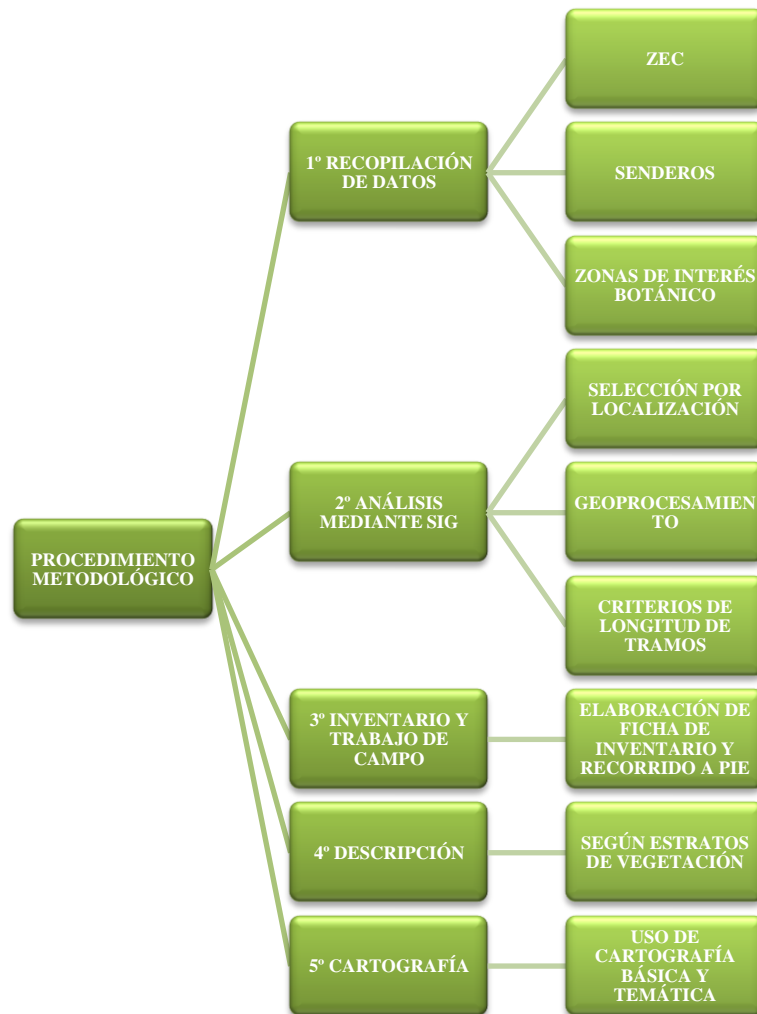 PROCEDIMIENTO
METODOLÓGICO
1º RECOPILACIÓN
DE DATOS
ZEC
SENDEROS
ZONAS DE INTERÉS
BOTÁNICO
2º ANÁLISIS
MEDIANTE SIG
SELECCIÓN POR
LOCALIZACIÓN
GEOPROCESAMIEN
TO
CRITERIOS DE
LONGITUD DE
TRAMOS
3º INVENTARIO Y
TRABAJO DE
CAMPO
ELABORACIÓN DE
FICHA DE
INVENTARIO Y
RECORRIDO A PIE
4º DESCRIPCIÓN
SEGÚN ESTRATOS
DE VEGETACIÓN
5º CARTOGRAFÍA
USO DE
CARTOGRAFÍA
BÁSICA Y
TEMÁTICA